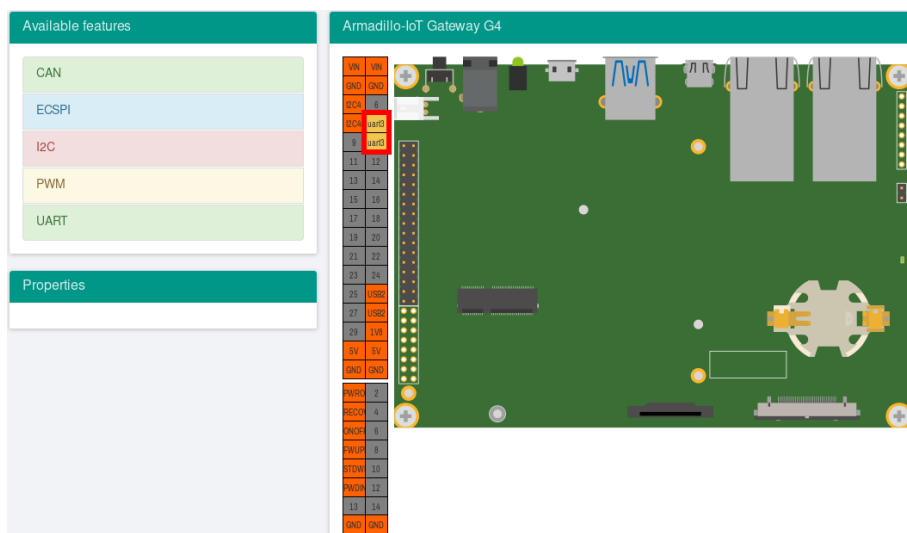 Available features
CAN
ECSPI
I2C
PWM
UART
Properties
Armadillo-IoT Gateway G4
VIN VIN
GND GND
I2C4 6
I2C4 uart3
9 uart3
11 12
13 14
15 16
17 18
19 20
21 22
23 24
25 USB2
27 USB2
29 1V8
5V 5V
GND GND
PWRO 2
RECOV 4
ONOFF 6
FWUP 8
STDWN 10
PWDIN 12
13 14
GND GND